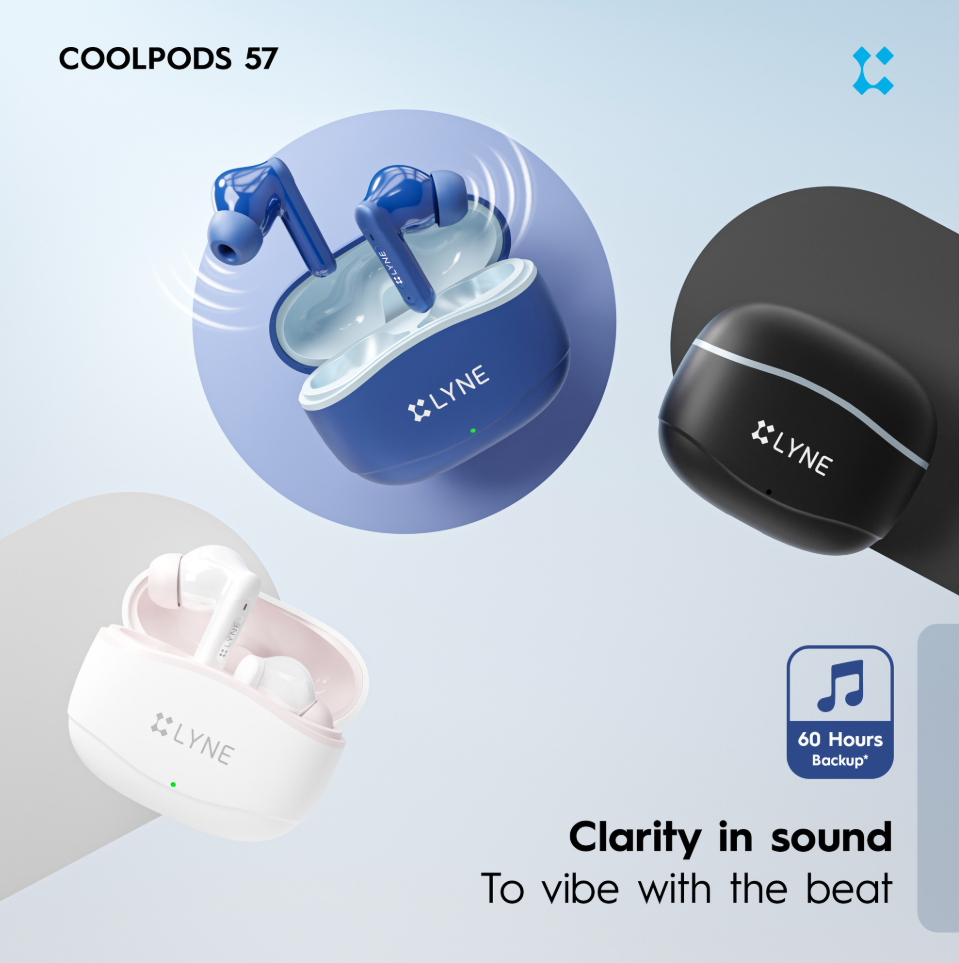 COOLPODS 57
LYNE
LYNE
LYNE
LYNE
LYNE
60 Hours
Backup*
Clarity in sound
To vibe with the beat